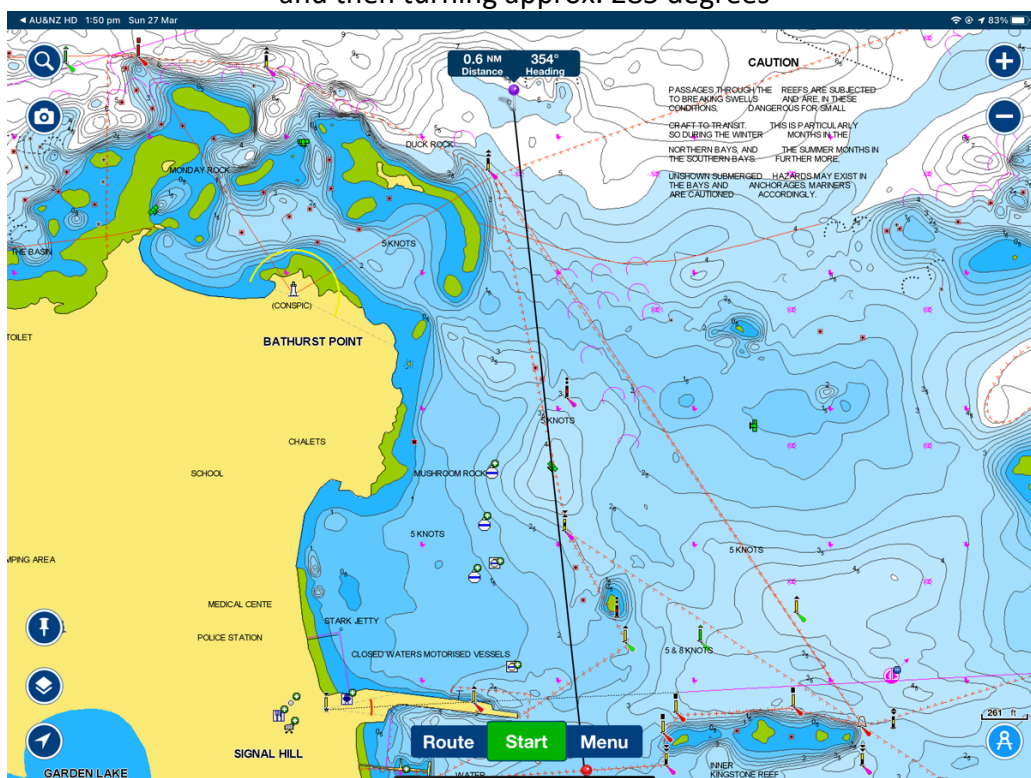 and then turning approx. 285 degrees
AU&NZ HD 1:50 pm Sun 27 Mar
83%
0.6 NM 354°
Distance Heading
CAUTION
PASSAGES THROUGH THE REEFS ARE SUBJECTED
TO BREAKING SWELLS AND ARE, IN THESE
CONDITIONS, DANGEROUS FOR SMALL
CRAFT TO TRANSIT. THIS IS PARTICULARLY
SO DURING THE WINTER MONTHS IN THE
NORTHERN BAYS, AND THE SUMMER MONTHS IN
THE SOUTHERN BAYS. FURTHER MORE,
UNSHOWN SUBMERGED HAZARDS MAY EXIST IN
THE BAYS AND ANCHORAGES. MARINERS
ARE CAUTIONED ACCORDINGLY.
DUCK ROCK
MONDAY ROCK
5 KNOTS
THE BASIN
(CONSPIC)
TOILET
BATHURST POINT
5 KNOTS
CHALETS
SCHOOL
MUSHROOM ROCK
5 KNOTS
5 KNOTS
MPING AREA
MEDICAL CENTE
STARK JETTY
POLICE STATION
CLOSED WATERS MOTORISED VESSELS
5 & 8 KNOTS
261 ft
Route Start Menu
SIGNAL HILL
GARDEN LAKE
WATER
INNER
KINGSTONE REEF